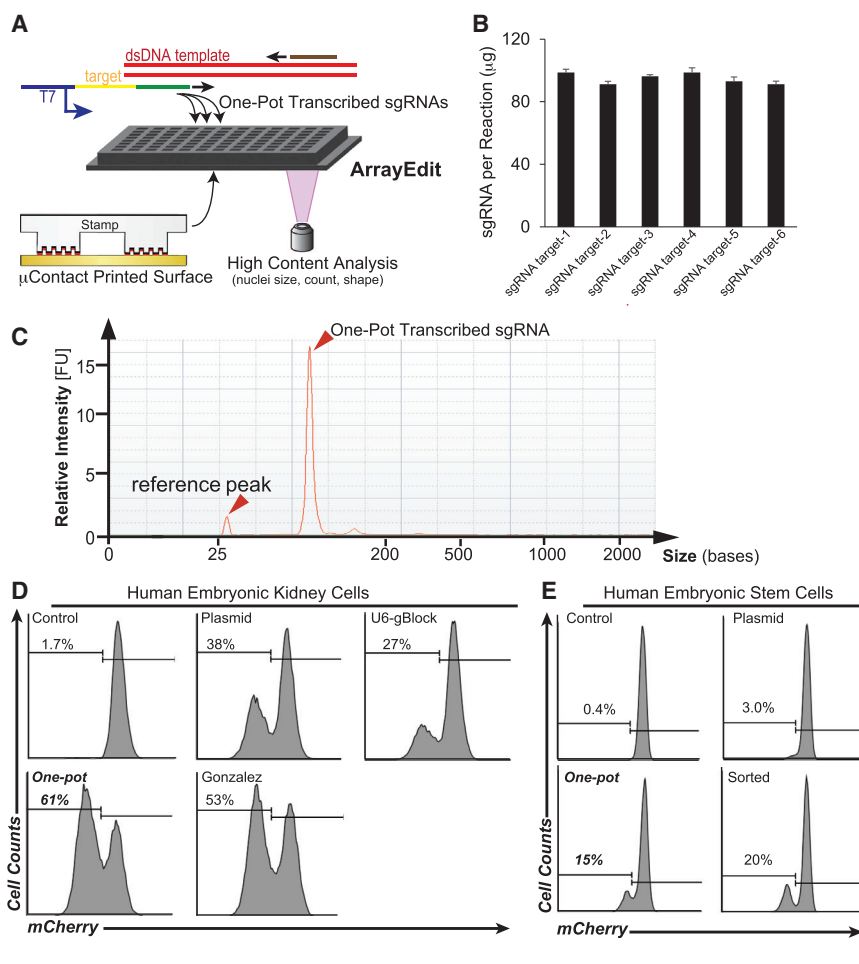 A
dsDNA template
target
T7
One-Pot Transcribed sgRNAs
ArrayEdit
Stamp
µContact Printed Surface
High Content Analysis
(nuclei size, count, shape)
B
sgRNA per Reaction (µg)
120
80
40
0
sgRNA target-1
sgRNA target-2
sgRNA target-3
sgRNA target-4
sgRNA target-5
sgRNA target-6
C
One-Pot Transcribed sgRNA
reference peak
Relative Intensity [FU]
15
10
5
0
0
25
200
500
1000
2000
Size (bases)
D
Human Embryonic Kidney Cells
Control
1.7%
Plasmid
38%
U6-gBlock
27%
One-pot
61%
Gonzalez
53%
Cell Counts
mCherry
E
Human Embryonic Stem Cells
Control
0.4%
Plasmid
3.0%
One-pot
15%
Sorted
20%
Cell Counts
mCherry